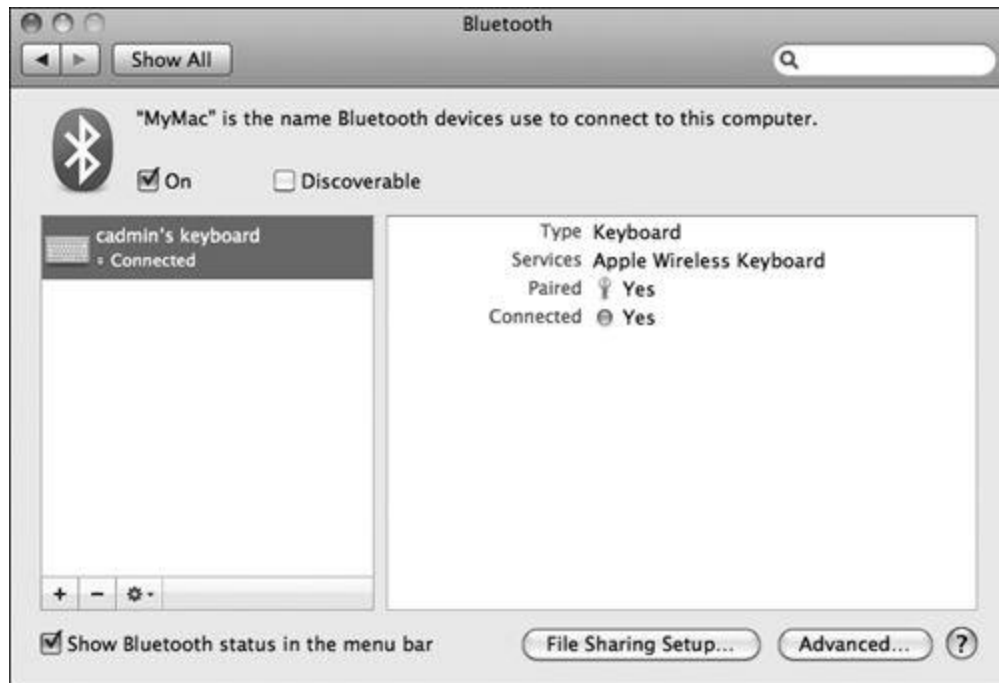 Bluetooth
Show All
“MyMac” is the name Bluetooth devices use to connect to this computer.
On Discoverable
cadmin's keyboard
Connected
Type Keyboard
Services Apple Wireless Keyboard
Paired Yes
Connected Yes
+ −
Show Bluetooth status in the menu bar File Sharing Setup... Advanced... ?